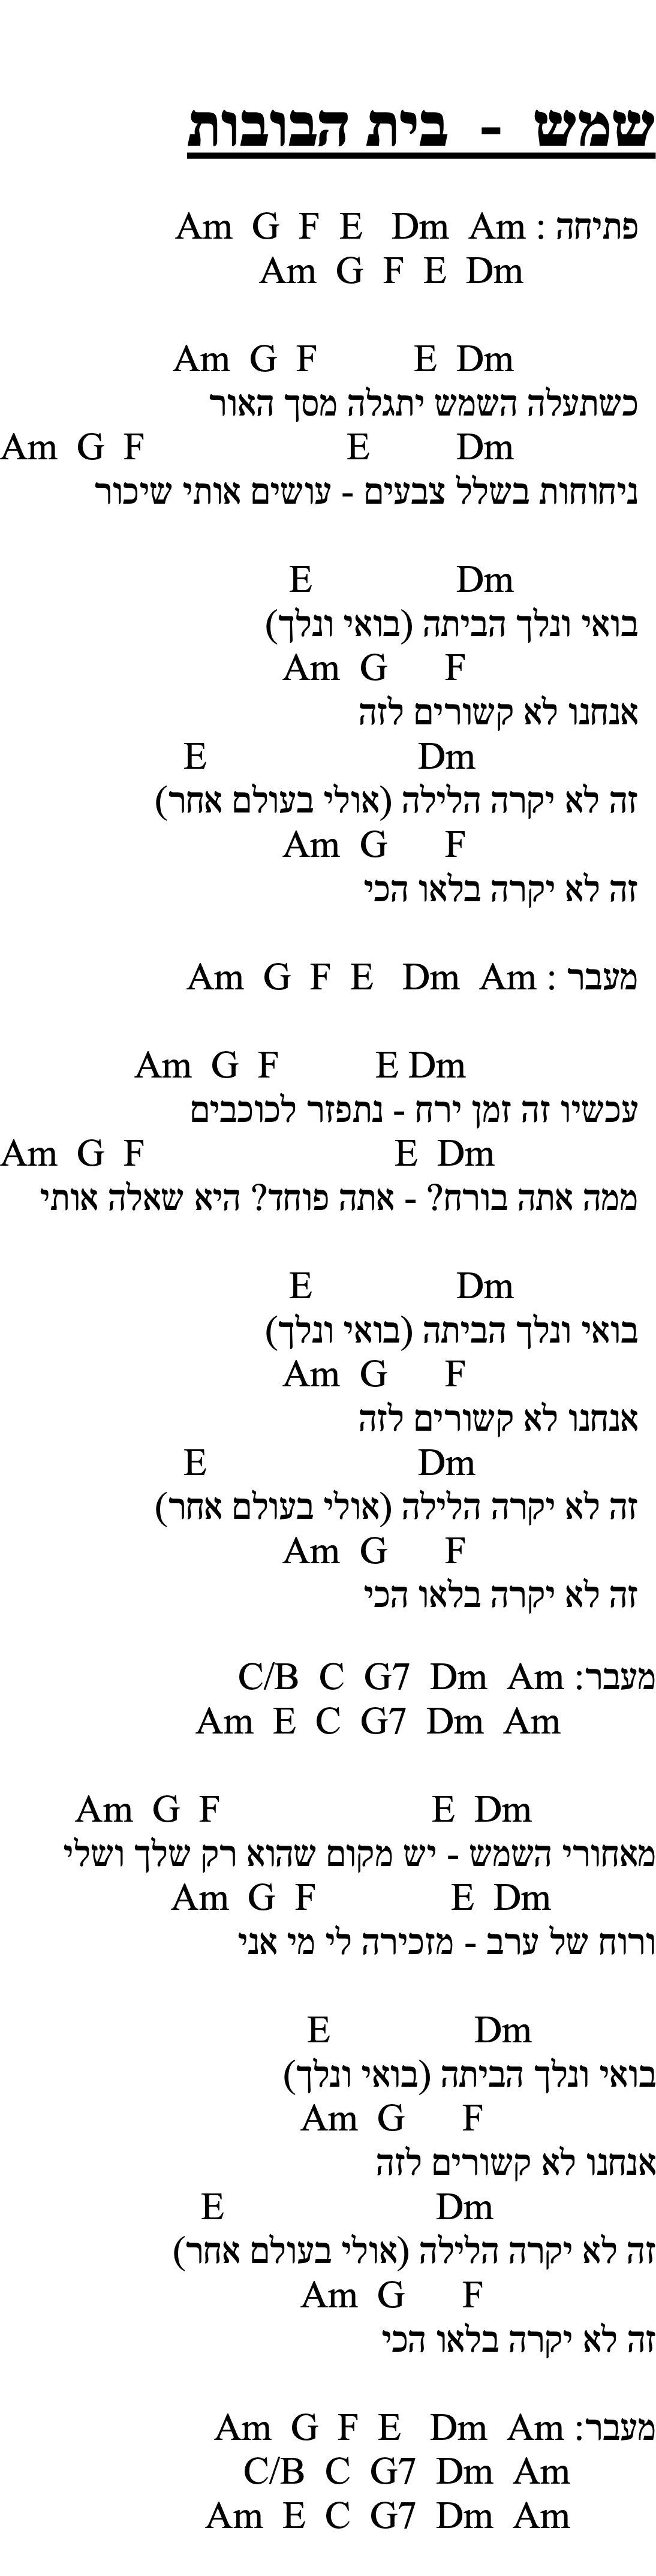 שמש - בית הבובות
פתיחה : Am G F E Dm Am
Am G F E Dm
Am G F E Dm
כשתעלה השמש יתגלה מסך האור
Am G F E Dm
ניחוחות בשלל צבעים - עושים אותי שיכור
E Dm
בואי ונלך הביתה (בואי ונלך)
Am G F
אנחנו לא קשורים לזה
E Dm
זה לא יקרה הלילה (אולי בעולם אחר)
Am G F
זה לא יקרה בלאו הכי
מעבר : Am G F E Dm Am
Am G F E Dm
עכשיו זה זמן ירח - נתפזר לכוכבים
Am G F E Dm
ממה אתה בורח? - אתה פוחד? היא שאלה אותי
E Dm
בואי ונלך הביתה (בואי ונלך)
Am G F
אנחנו לא קשורים לזה
E Dm
זה לא יקרה הלילה (אולי בעולם אחר)
Am G F
זה לא יקרה בלאו הכי
מעבר: C/B C G7 Dm Am
Am E C G7 Dm Am
Am G F E Dm
מאחורי השמש - יש מקום שהוא רק שלך ושלי
Am G F E Dm
ורוח של ערב - מזכירה לי מי אני
E Dm
בואי ונלך הביתה (בואי ונלך)
Am G F
אנחנו לא קשורים לזה
E Dm
זה לא יקרה הלילה (אולי בעולם אחר)
Am G F
זה לא יקרה בלאו הכי
מעבר: Am G F E Dm Am
C/B C G7 Dm Am
Am E C G7 Dm Am